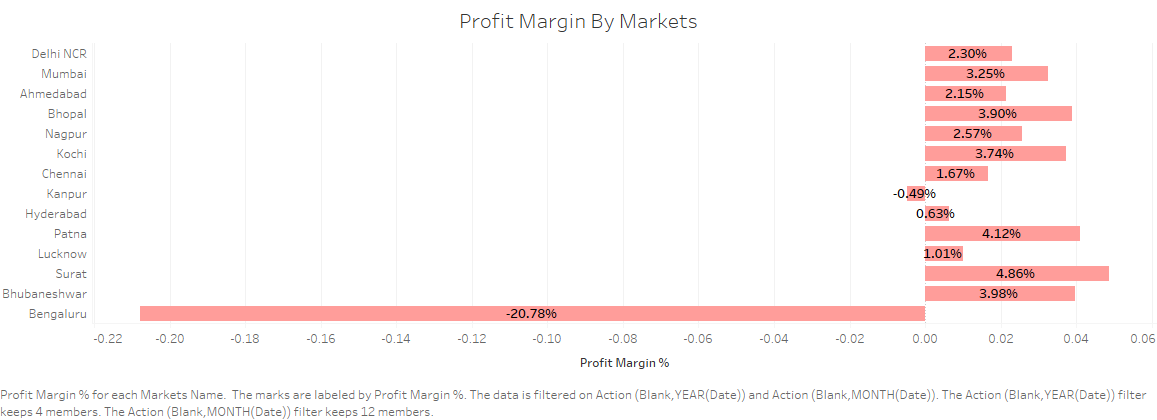 Profit Margin By Markets
Delhi NCR 2.30%
Mumbai 3.25%
Ahmedabad 2.15%
Bhopal 3.90%
Nagpur 2.57%
Kochi 3.74%
Chennai 1.67%
Kanpur -0.49%
Hyderabad 0.63%
Patna 4.12%
Lucknow 1.01%
Surat 4.86%
Bhubaneshwar 3.98%
Bengaluru -20.78%
-0.22 -0.20 -0.18 -0.16 -0.14 -0.12 -0.10 -0.08 -0.06 -0.04 -0.02 0.00 0.02 0.04 0.06
Profit Margin %
Profit Margin % for each Markets Name.  The marks are labeled by Profit Margin %. The data is filtered on Action (Blank,YEAR(Date)) and Action (Blank,MONTH(Date)). The Action (Blank,YEAR(Date)) filter
keeps 4 members. The Action (Blank,MONTH(Date)) filter keeps 12 members.